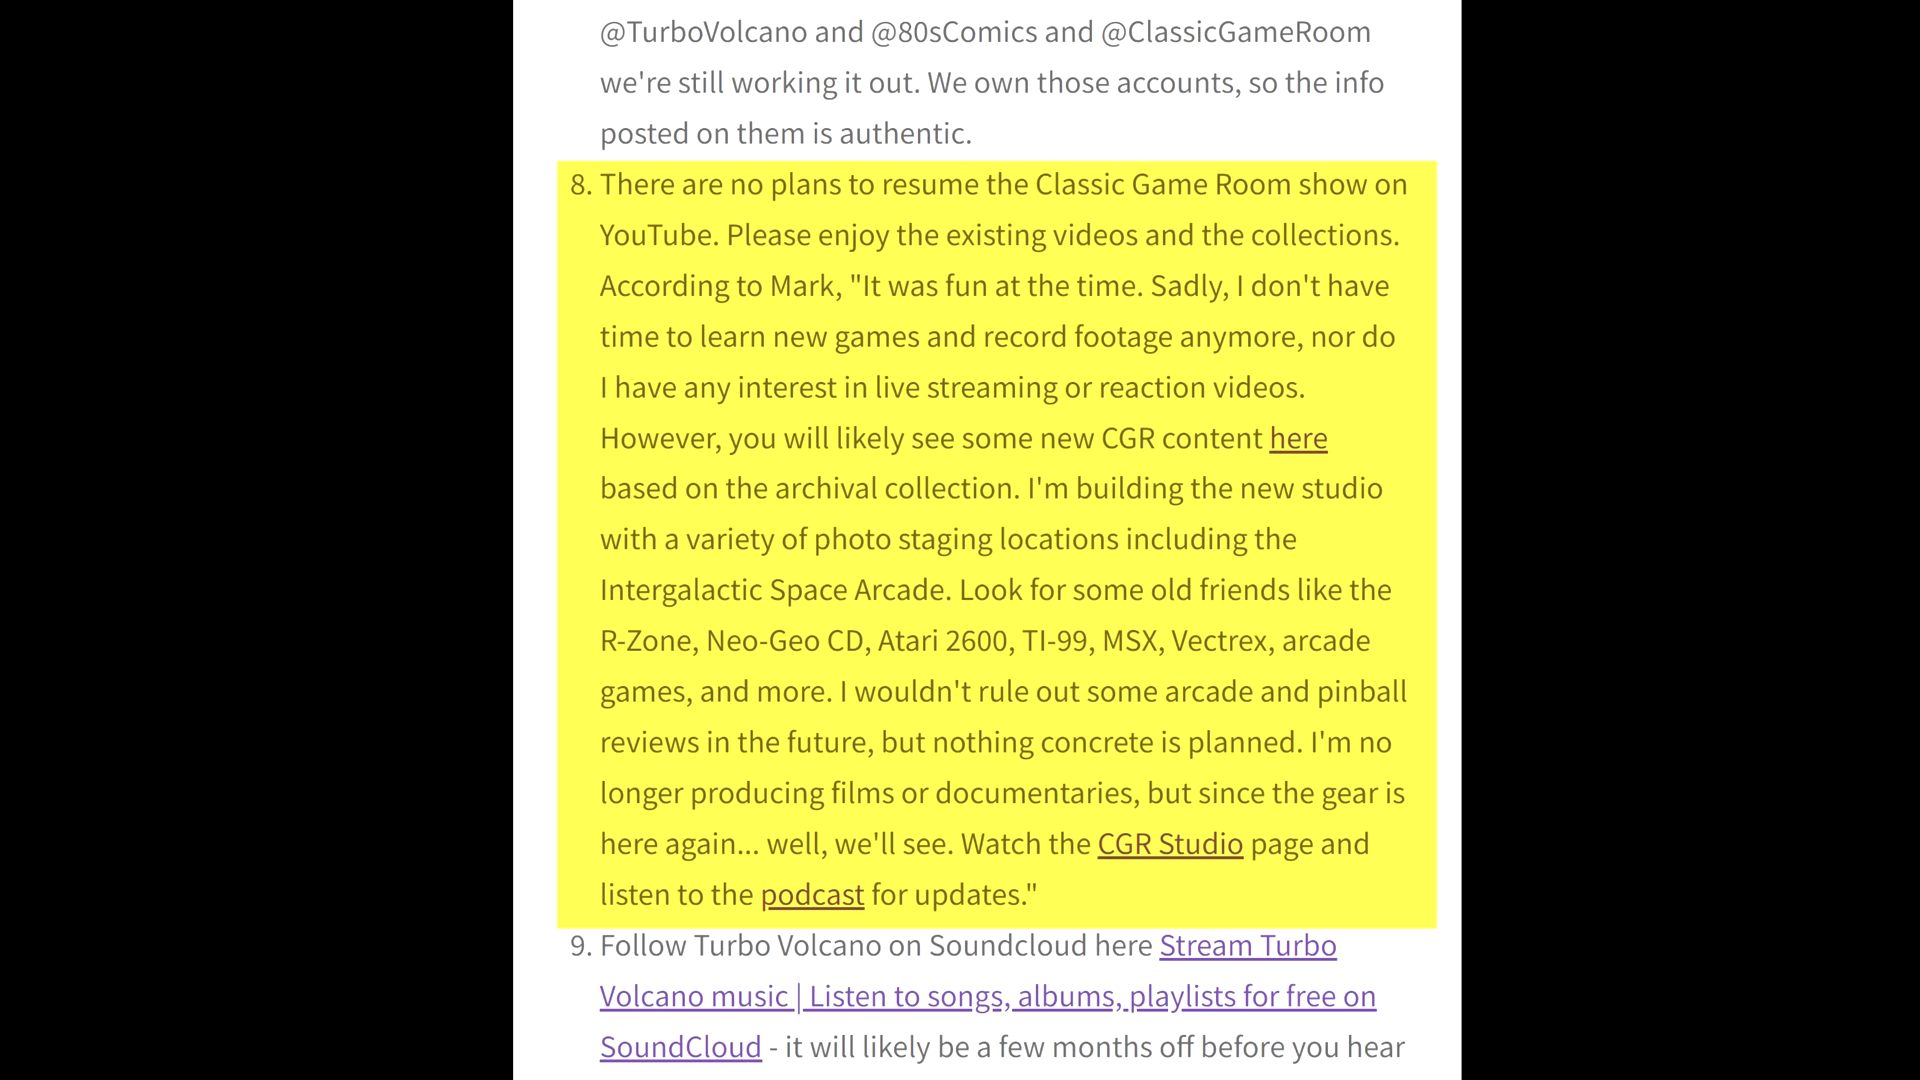 @TurboVolcano and @80sComics and @ClassicGameRoom
we're still working it out. We own those accounts, so the info
posted on them is authentic.
8. There are no plans to resume the Classic Game Room show on
YouTube. Please enjoy the existing videos and the collections.
According to Mark, "It was fun at the time. Sadly, I don't have
time to learn new games and record footage anymore, nor do
I have any interest in live streaming or reaction videos.
However, you will likely see some new CGR content here
based on the archival collection. I'm building the new studio
with a variety of photo staging locations including the
Intergalactic Space Arcade. Look for some old friends like the
R-Zone, Neo-Geo CD, Atari 2600, TI-99, MSX, Vectrex, arcade
games, and more. I wouldn't rule out some arcade and pinball
reviews in the future, but nothing concrete is planned. I'm no
longer producing films or documentaries, but since the gear is
here again... well, we'll see. Watch the CGR Studio page and
listen to the podcast for updates."
9. Follow Turbo Volcano on Soundcloud here Stream Turbo
Volcano music | Listen to songs, albums, playlists for free on
SoundCloud - it will likely be a few months off before you hear